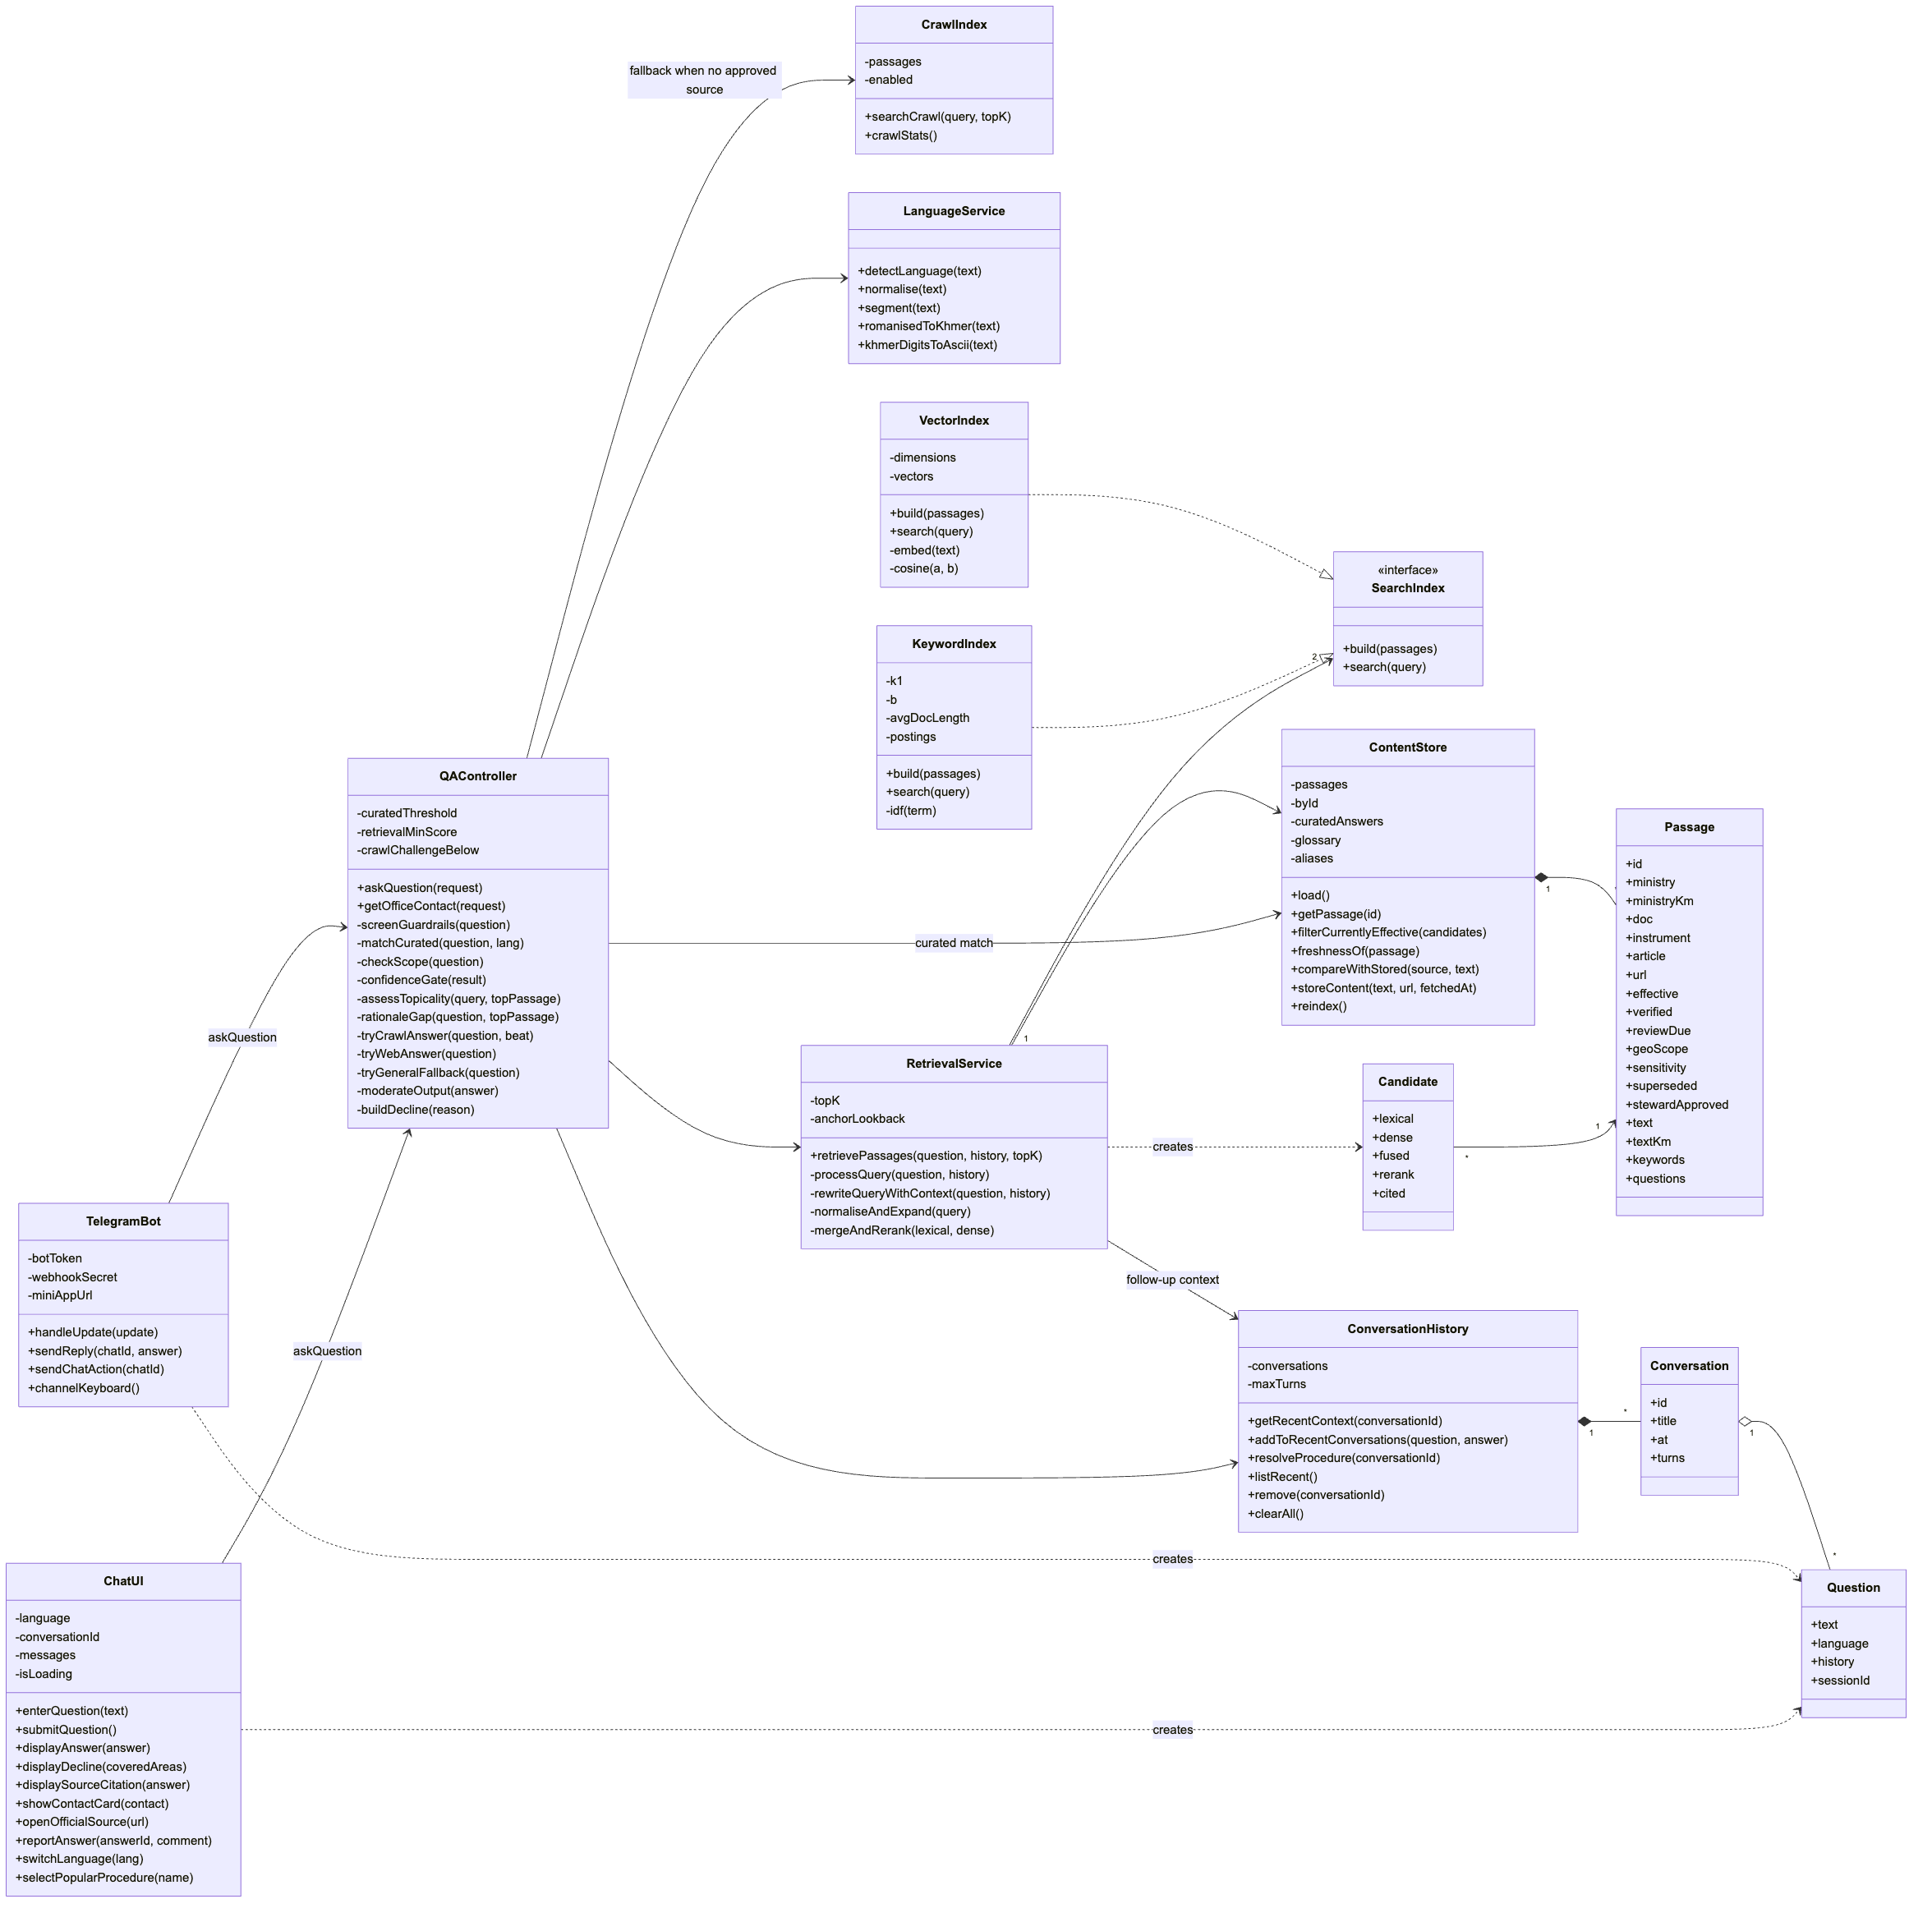 CrawlIndex
-passages
-enabled
+searchCrawl(query, topK)
+crawlStats()
fallback when no approved
source
LanguageService
+detectLanguage(text)
+normalise(text)
+segment(text)
+romanisedToKhmer(text)
+khmerDigitsToAscii(text)
VectorIndex
-dimensions
-vectors
+build(passages)
+search(query)
-embed(text)
-cosine(a, b)
«interface»
SearchIndex
+build(passages)
+search(query)
2
KeywordIndex
-k1
-b
-avgDocLength
-postings
+build(passages)
+search(query)
-idf(term)
ContentStore
-passages
-byId
-curatedAnswers
-glossary
-aliases
+load()
+getPassage(id)
+filterCurrentlyEffective(candidates)
+freshnessOf(passage)
+compareWithStored(source, text)
+storeContent(text, url, fetchedAt)
+reindex()
1
Passage
+id
+ministry
+ministryKm
+doc
+instrument
+article
+url
+effective
+verified
+reviewDue
+geoScope
+sensitivity
+superseded
+stewardApproved
+text
+textKm
+keywords
+questions
QAController
-curatedThreshold
-retrievalMinScore
-crawlChallengeBelow
+askQuestion(request)
+getOfficeContact(request)
-screenGuardrails(question)
-matchCurated(question, lang)
-checkScope(question)
-confidenceGate(result)
-assessTopicality(query, topPassage)
-rationaleGap(question, topPassage)
-tryCrawlAnswer(question, beat)
-tryWebAnswer(question)
-tryGeneralFallback(question)
-moderateOutput(answer)
-buildDecline(reason)
curated match
askQuestion
1
RetrievalService
-topK
-anchorLookback
+retrievePassages(question, history, topK)
-processQuery(question, history)
-rewriteQueryWithContext(question, history)
-normaliseAndExpand(query)
-mergeAndRerank(lexical, dense)
creates
Candidate
+lexical
+dense
+fused
+rerank
+cited
*
1
TelegramBot
-botToken
-webhookSecret
-miniAppUrl
+handleUpdate(update)
+sendReply(chatId, answer)
+sendChatAction(chatId)
+channelKeyboard()
follow-up context
askQuestion
ConversationHistory
-conversations
-maxTurns
+getRecentContext(conversationId)
+addToRecentConversations(question, answer)
+resolveProcedure(conversationId)
+listRecent()
+remove(conversationId)
+clearAll()
1
*
Conversation
+id
+title
+at
+turns
1
*
creates
Question
+text
+language
+history
+sessionId
ChatUI
-language
-conversationId
-messages
-isLoading
+enterQuestion(text)
+submitQuestion()
+displayAnswer(answer)
+displayDecline(coveredAreas)
+displaySourceCitation(answer)
+showContactCard(contact)
+openOfficialSource(url)
+reportAnswer(answerId, comment)
+switchLanguage(lang)
+selectPopularProcedure(name)
creates